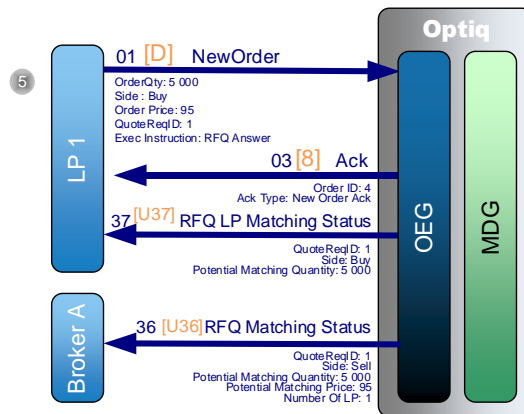 Optiq
5
LP 1
01 [D] NewOrder
OrderQty: 5 000
Side : Buy
Order Price: 95
QuoteReqID: 1
Exec Instruction: RFQ Answer
03 [8] Ack
Order ID: 4
Ack Type: New Order Ack
37 [U37] RFQ LP Matching Status
QuoteReqID: 1
Side: Buy
Potential Matching Quantity: 5 000
OEG
MDG
Broker A
36 [U36] RFQ Matching Status
QuoteReqID: 1
Side: Sell
Potential Matching Quantity: 5 000
Potential Matching Price: 95
Number Of LP: 1